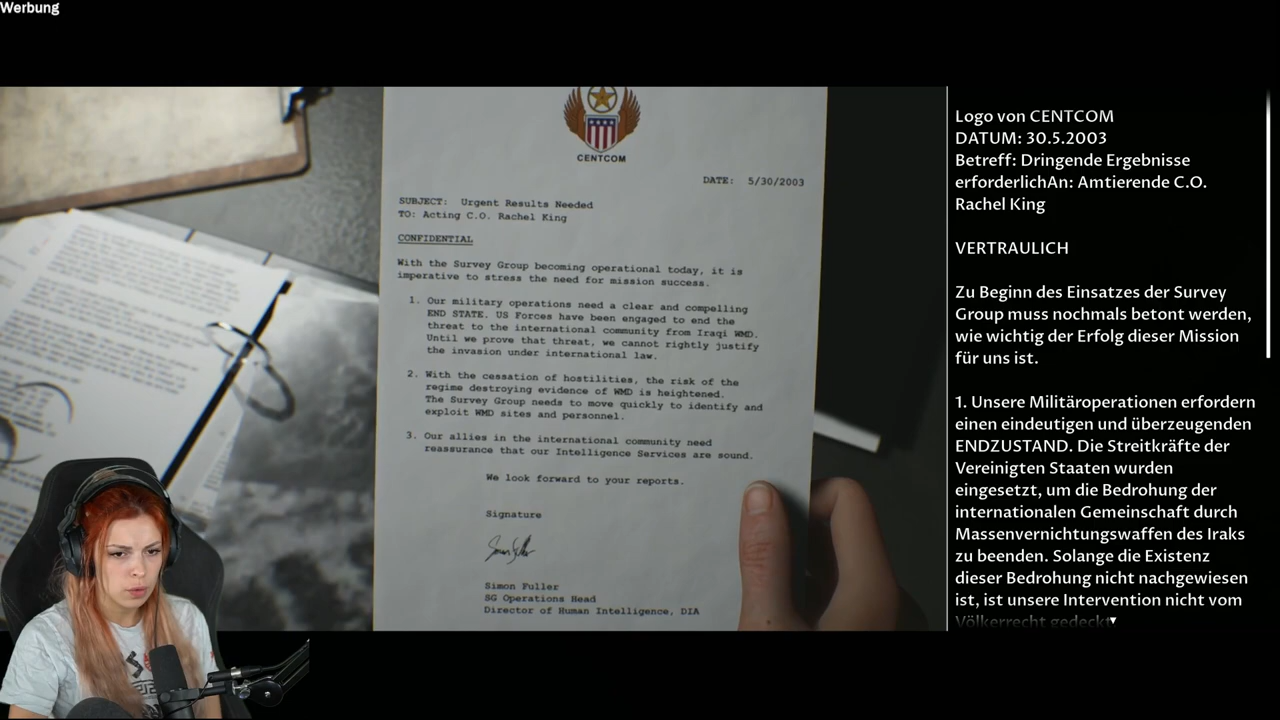 Werbung
CENTCOM
DATE: 5/30/2003
SUBJECT: Urgent Results Needed
TO: Acting C.O. Rachel King
CONFIDENTIAL
With the Survey Group becoming operational today, it is
imperative to stress the need for mission success.
1. Our military operations need a clear and compelling
END STATE. US Forces have been engaged to end the
threat to the international community from Iraqi WMD.
Until we prove that threat, we cannot rightly justify
the invasion under international law.
2. With the cessation of hostilities, the risk of the
regime destroying evidence of WMD is heightened.
The Survey Group needs to move quickly to identify and
exploit WMD sites and personnel.
3. Our allies in the international community need
reassurance that our Intelligence Services are sound.
We look forward to your reports.
Signature
Simon Fuller
SG Operations Head
Director of Human Intelligence, DIA
Logo von CENTCOM
DATUM: 30.5.2003
Betreff: Dringende Ergebnisse
erforderlichAn: Amtierende C.O.
Rachel King
VERTRAULICH
Zu Beginn des Einsatzes der Survey
Group muss nochmals betont werden,
wie wichtig der Erfolg dieser Mission
für uns ist.
1. Unsere Militäroperationen erfordern
einen eindeutigen und überzeugenden
ENDZUSTAND. Die Streitkräfte der
Vereinigten Staaten wurden
eingesetzt, um die Bedrohung der
internationalen Gemeinschaft durch
Massenvernichtungswaffen des Iraks
zu beenden. Solange die Existenz
dieser Bedrohung nicht nachgewiesen
ist, ist unsere Intervention nicht vom
Völkerrecht gedeckt